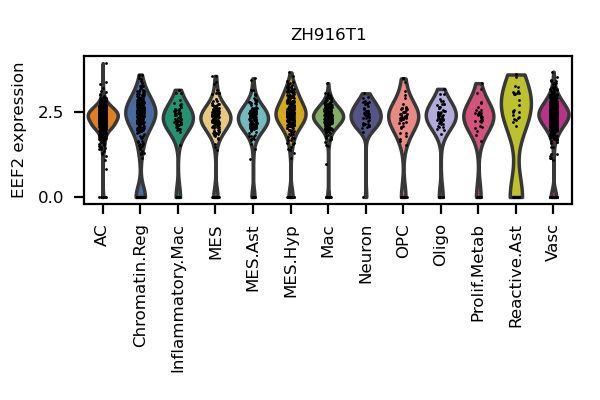 ZH916T1
EEF2 expression
2.5
0.0
AC
Chromatin.Reg
Inflammatory.Mac
MES
MES.Ast
MES.Hyp
Mac
Neuron
OPC
Oligo
Prolif.Metab
Reactive.Ast
Vasc